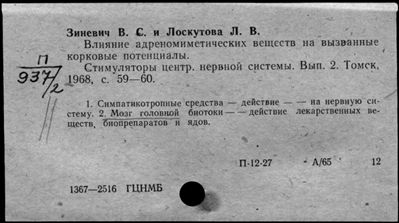 Зиневич В. С. и Лоскутова Л. В.
Влияние адреномиметических веществ на вызванные
корковые потенциалы.
П
937/2
Стимуляторы центр. нервной системы. Вып. 2. Томск,
1968, с. 59—60.
1. Симпатикотропные средства — действие — — на нервную си-
стему. 2. Мозг головной биотоки — — действие лекарственных ве-
ществ, биопрепаратов и ядов.
П-12-27 А/65 12
1367—2516 ГЦНМБ